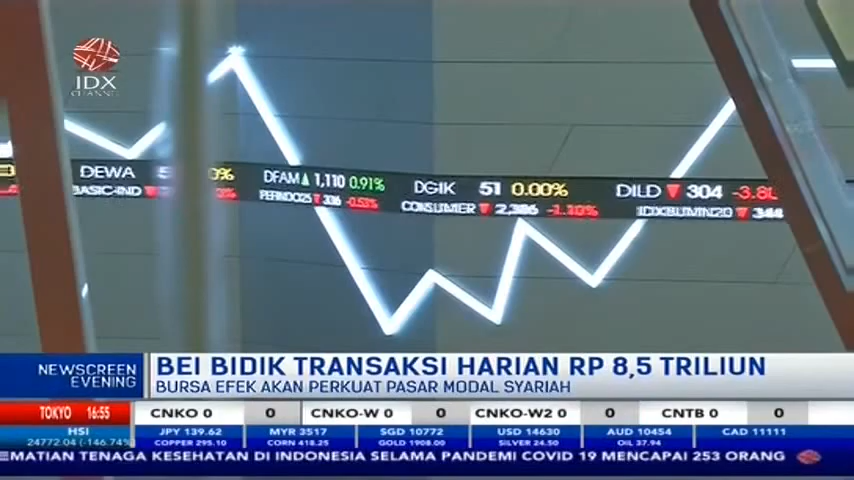 IDX
CHANNEL
DEWA
BASIC-IND
DFAM ▲ 1,110 0.91%
PEFINDO25 ▼ 336 -0.53%
DGIK 51 0.00%
CONSUMER ▼ 2,386 -1.10%
DILD ▼ 304
▼ 344
NEWSCREEN
EVENING
BEI BIDIK TRANSAKSI HARIAN RP 8,5 TRILIUN
BURSA EFEK AKAN PERKUAT PASAR MODAL SYARIAH
TOKYO 16:55
CNKO 0 0 CNKO-W 0 0 CNKO-W2 0 0 CNTB 0 0
HSI
24772.04 (-146.74%)
JPY 139.62 MYR 3517 SGD 10772 USD 14630 AUD 10454 CAD 11111
COPPER 295.10 CORN 418.25 GOLD 1908.00 SILVER 24.50 OIL 37.94
EMATIAN TENAGA KESEHATAN DI INDONESIA SELAMA PANDEMI COVID 19 MENCAPAI 253 ORANG